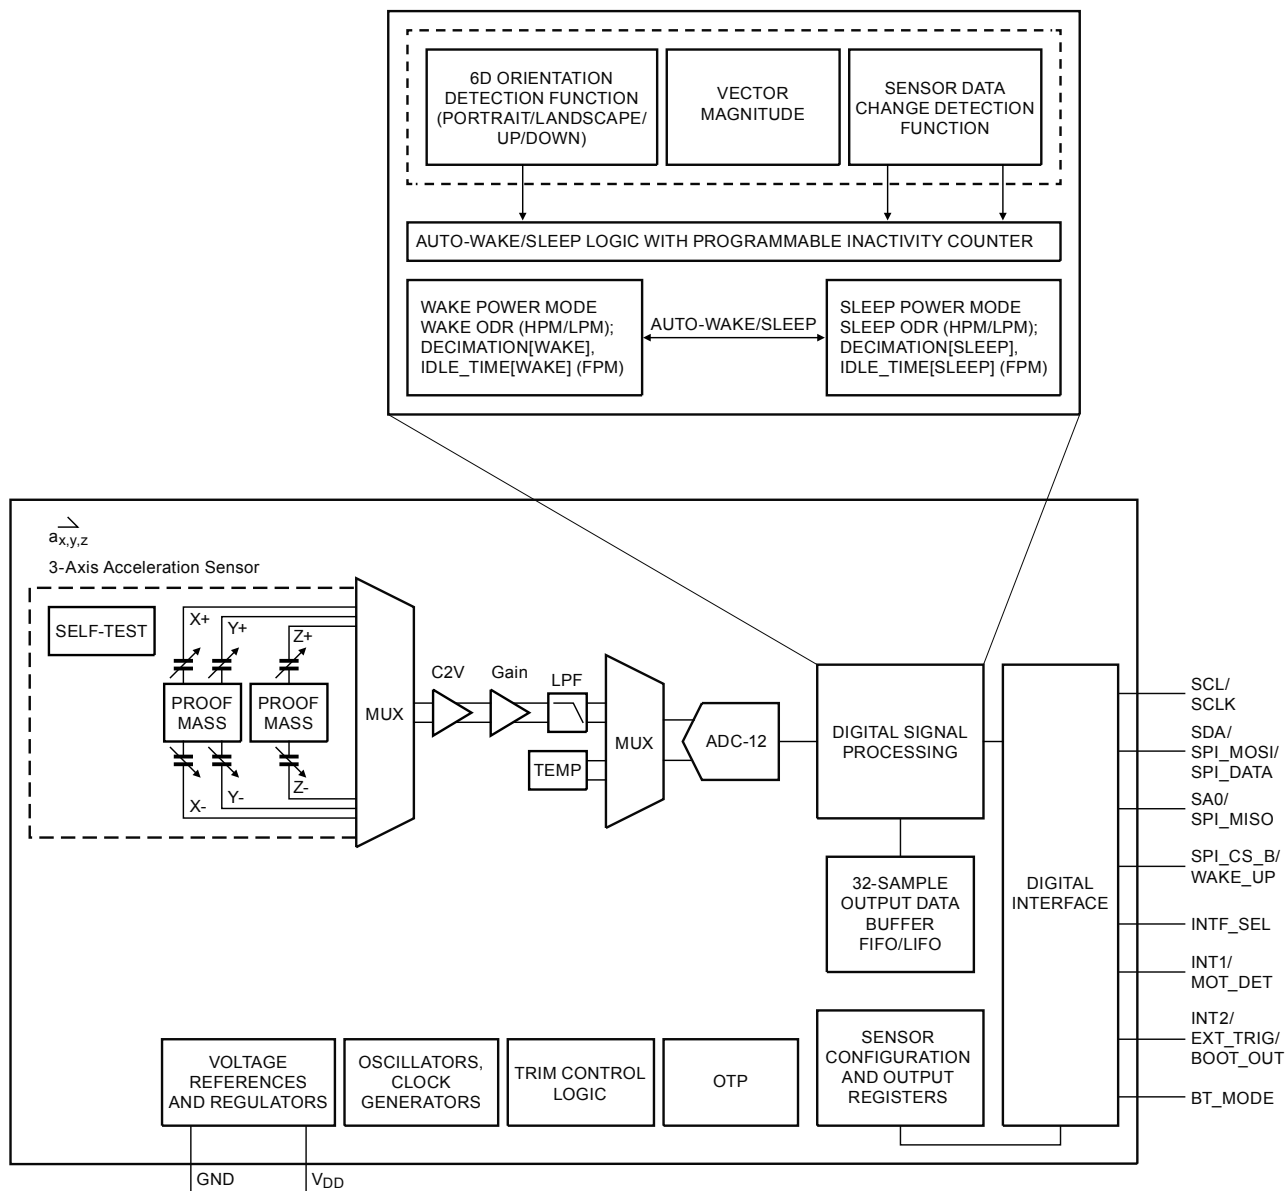 6D ORIENTATION
DETECTION FUNCTION
(PORTRAIT/LANDSCAPE/
UP/DOWN)
VECTOR
MAGNITUDE
SENSOR DATA
CHANGE DETECTION
FUNCTION
AUTO-WAKE/SLEEP LOGIC WITH PROGRAMMABLE INACTIVITY COUNTER
WAKE POWER MODE
WAKE ODR (HPM/LPM);
DECIMATION[WAKE],
IDLE_TIME[WAKE] (FPM)
AUTO-WAKE/SLEEP
SLEEP POWER MODE
SLEEP ODR (HPM/LPM);
DECIMATION[SLEEP],
IDLE_TIME[SLEEP] (FPM)
ax,y,z
3-Axis Acceleration Sensor
SELF-TEST
X+
Y+
Z+
PROOF
MASS
PROOF
MASS
X-
Y-
Z-
MUX
C2V
Gain
LPF
TEMP
MUX
ADC-12
DIGITAL SIGNAL
PROCESSING
32-SAMPLE
OUTPUT DATA
BUFFER
FIFO/LIFO
DIGITAL
INTERFACE
SCL/
SCLK
SDA/
SPI_MOSI/
SPI_DATA
SA0/
SPI_MISO
SPI_CS_B/
WAKE_UP
INTF_SEL
INT1/
MOT_DET
INT2/
EXT_TRIG/
BOOT_OUT
BT_MODE
VOLTAGE
REFERENCES
AND REGULATORS
OSCILLATORS,
CLOCK
GENERATORS
TRIM CONTROL
LOGIC
OTP
SENSOR
CONFIGURATION
AND OUTPUT
REGISTERS
GND
VDD